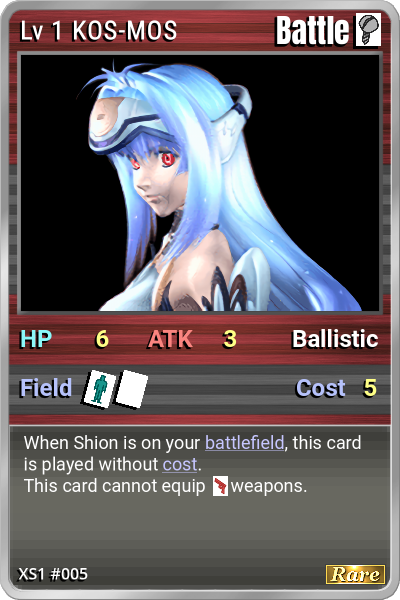 Lv 1 KOS-MOS Battle
HP 6 ATK 3 Ballistic
Field Cost 5
When Shion is on your battlefield, this card
is played without cost.
This card cannot equip weapons.
XS1 #005 Rare